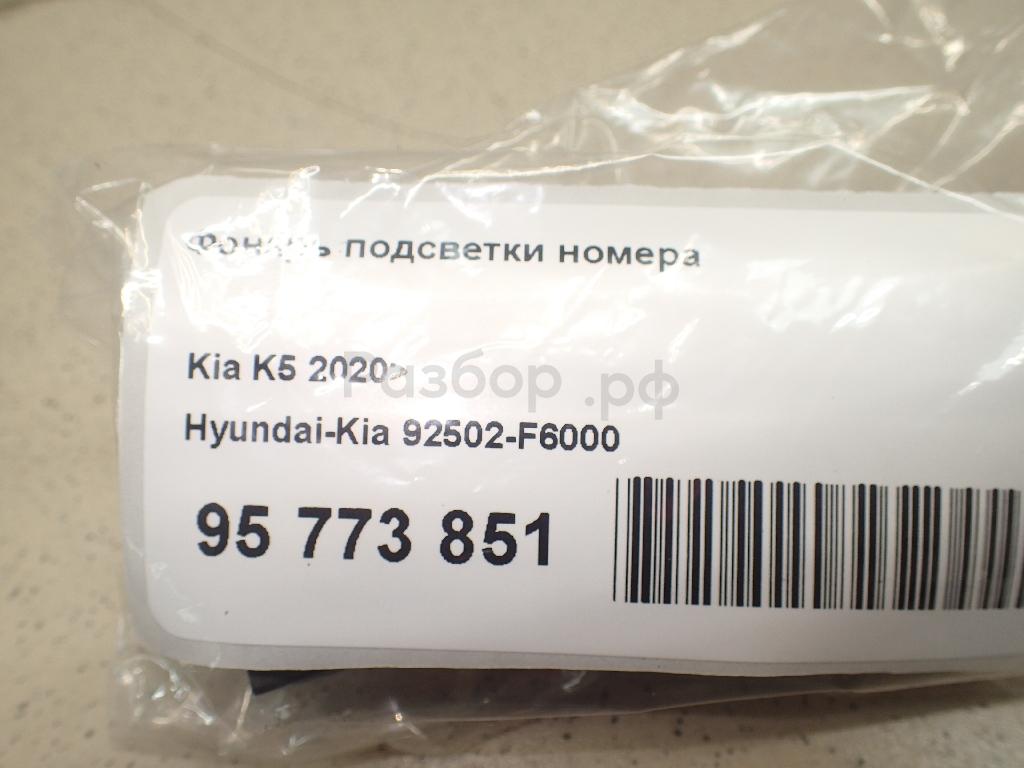 Фонарь подсветки номера
Kia K5 2020>
Разбор.рф
Hyundai-Kia 92502-F6000
95 773 851